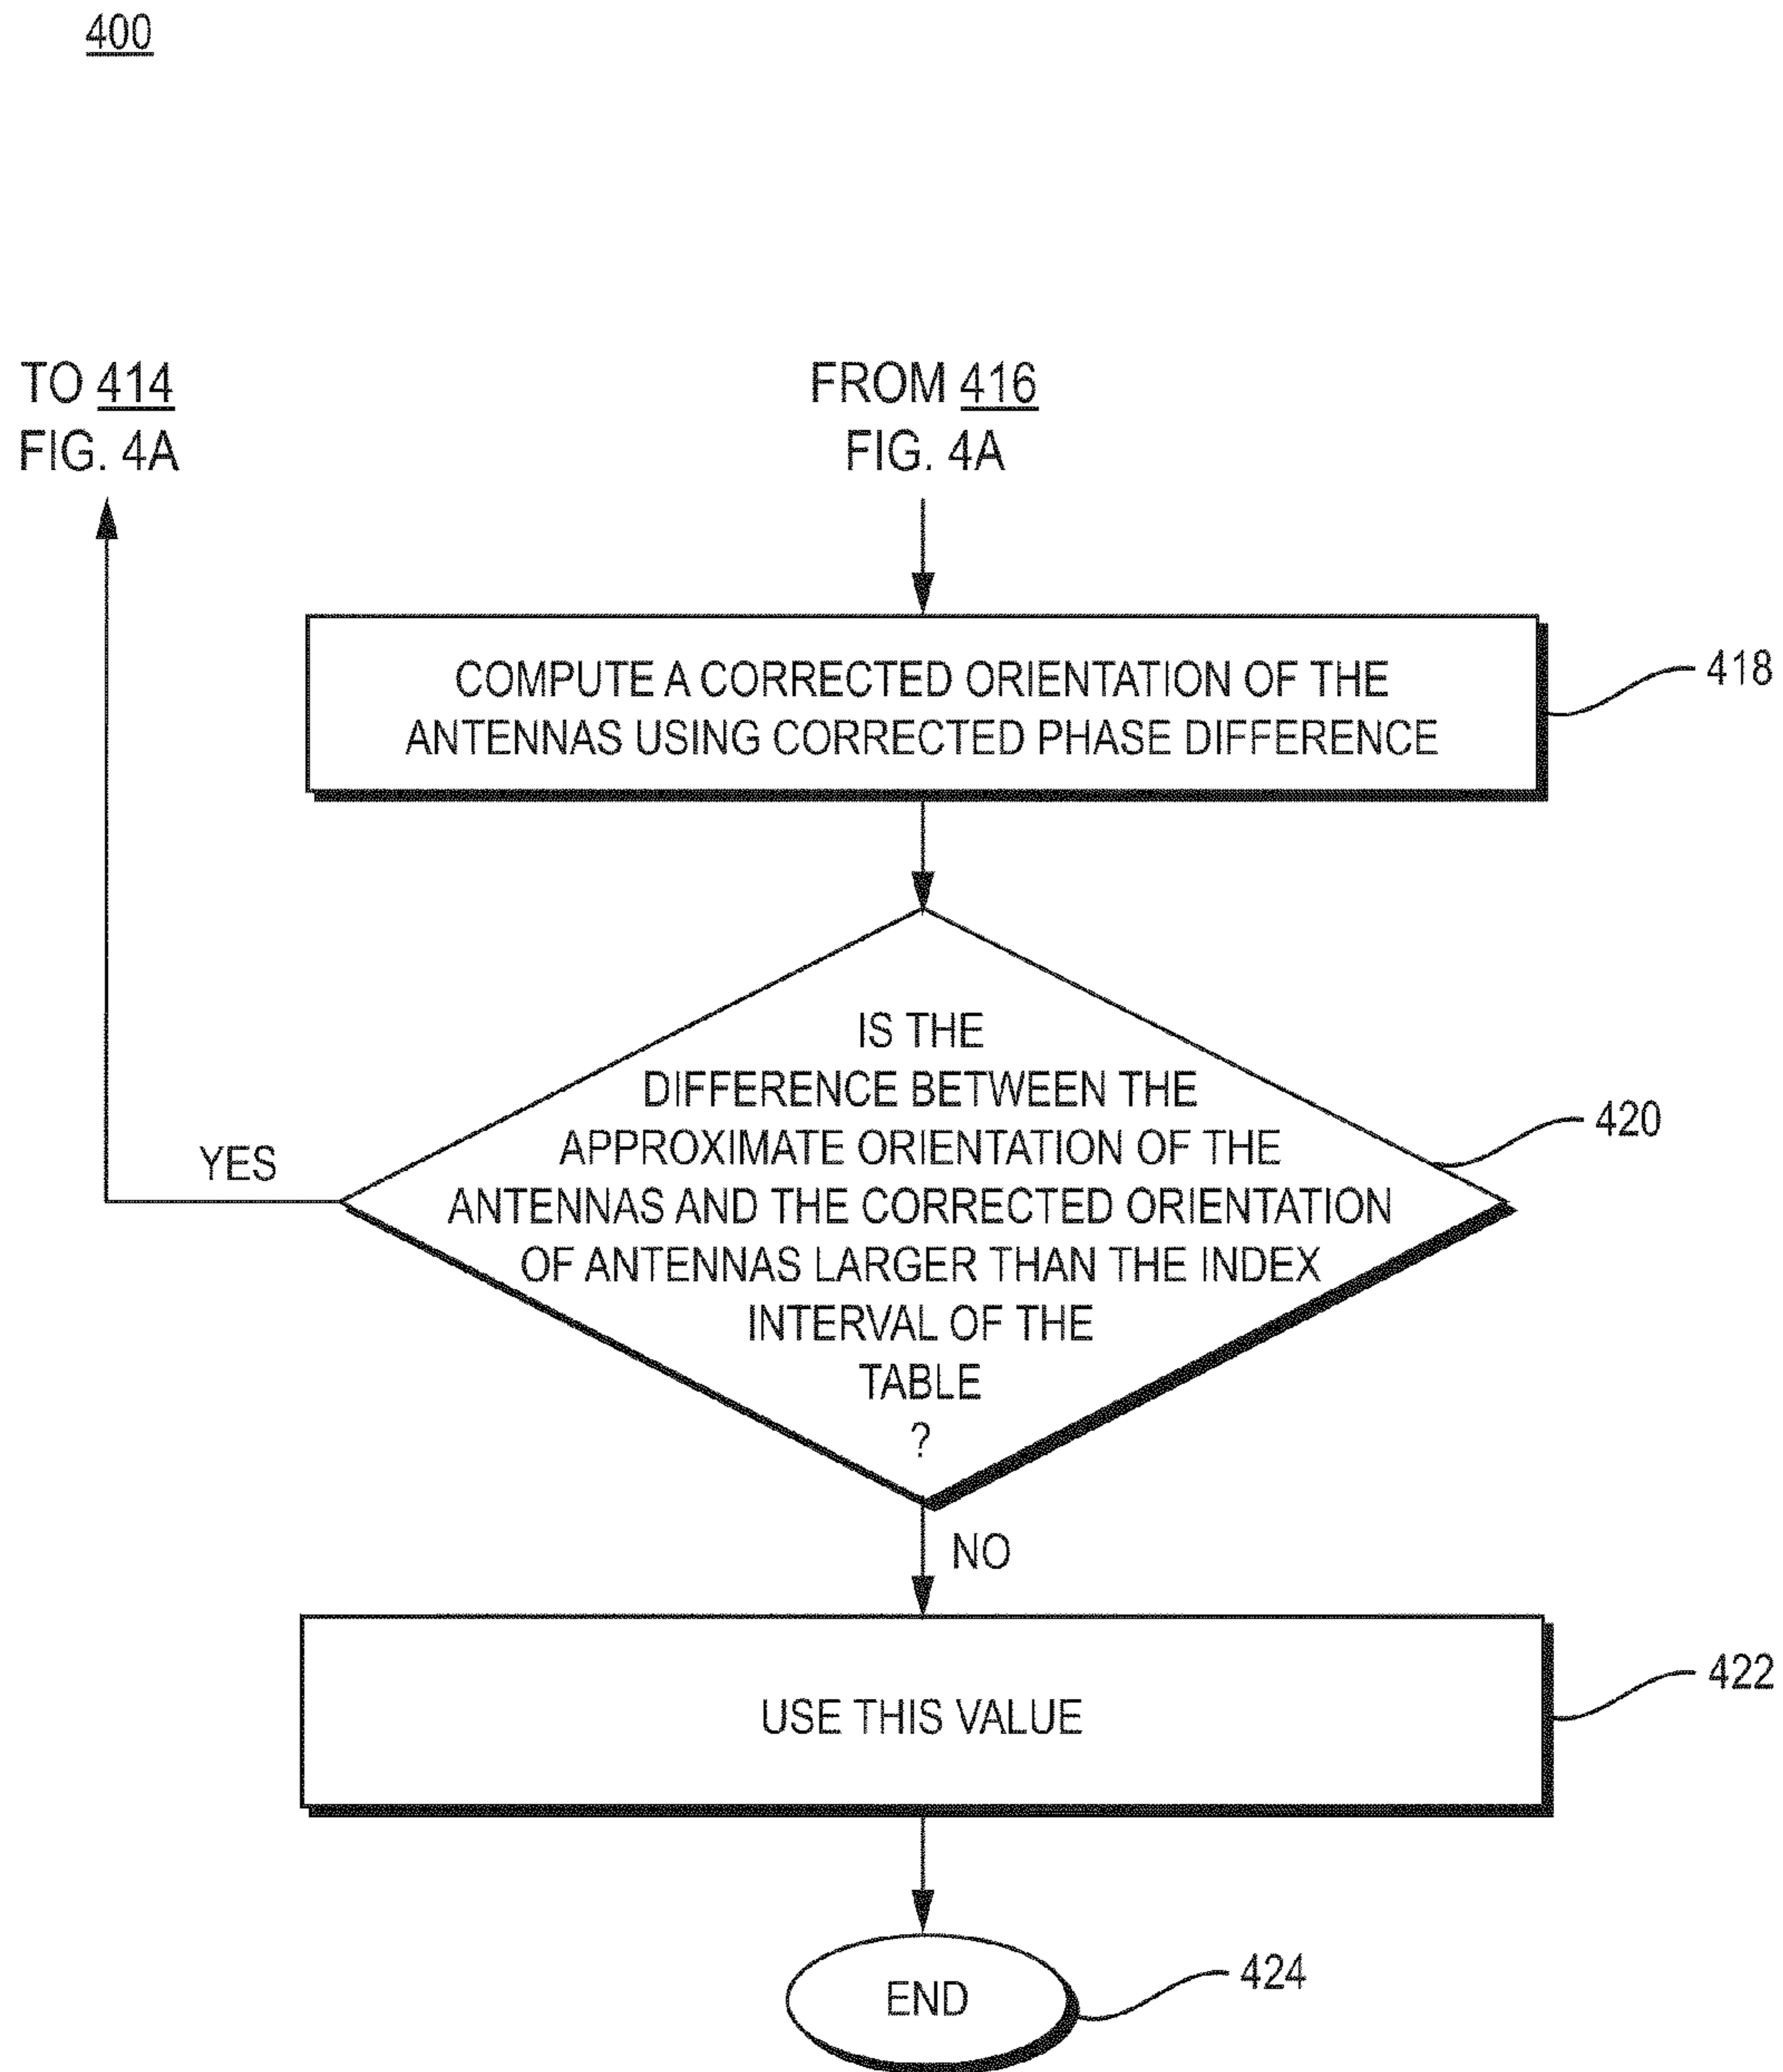 400
TO 414
FIG. 4A
FROM 416
FIG. 4A
COMPUTE A CORRECTED ORIENTATION OF THE
ANTENNAS USING CORRECTED PHASE DIFFERENCE
418
IS THE
DIFFERENCE BETWEEN THE
APPROXIMATE ORIENTATION OF THE
ANTENNAS AND THE CORRECTED ORIENTATION
OF ANTENNAS LARGER THAN THE INDEX
INTERVAL OF THE
TABLE
?
420
YES
NO
USE THIS VALUE
422
END
424